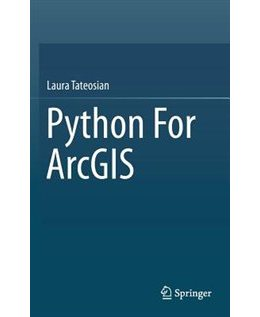 Laura Tateosian
Python For
ArcGIS
Springer